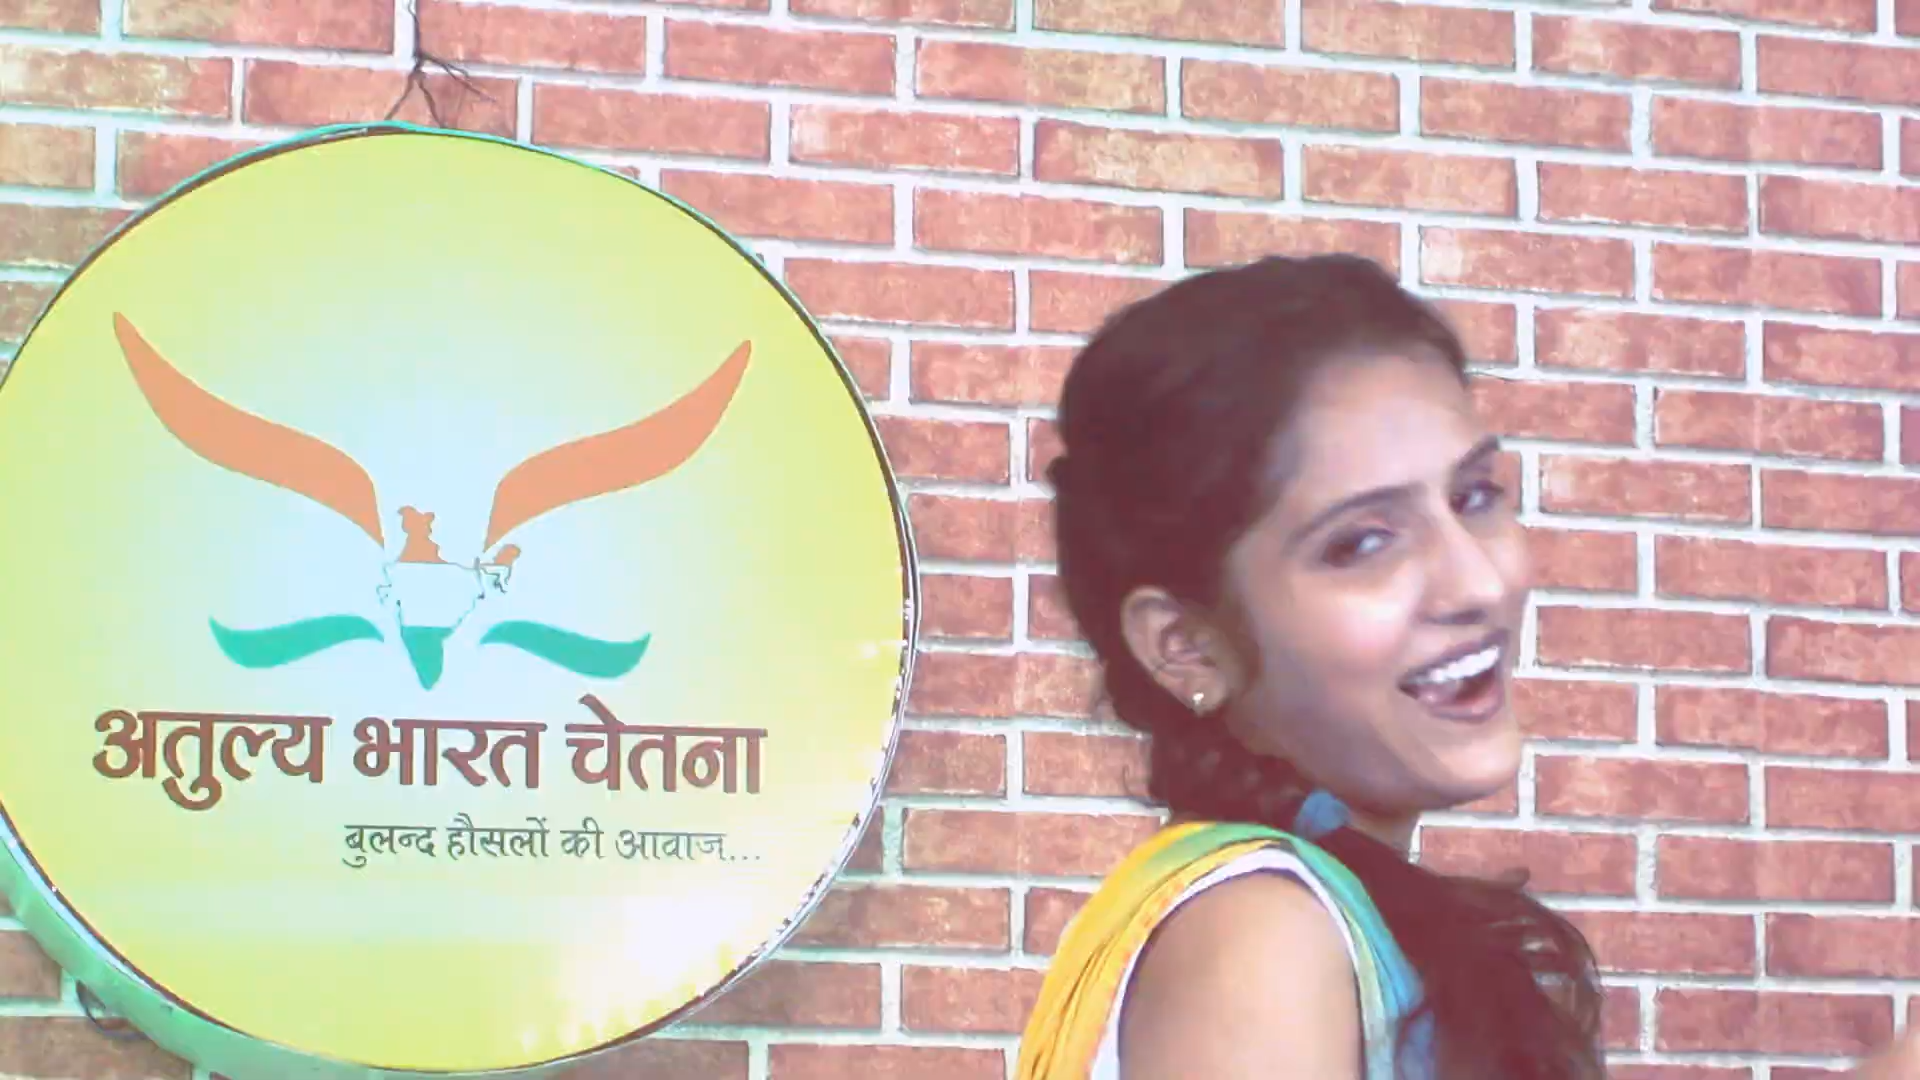 अतुल्य भारत चेतना
बुलन्द हौसलों की आवाज...